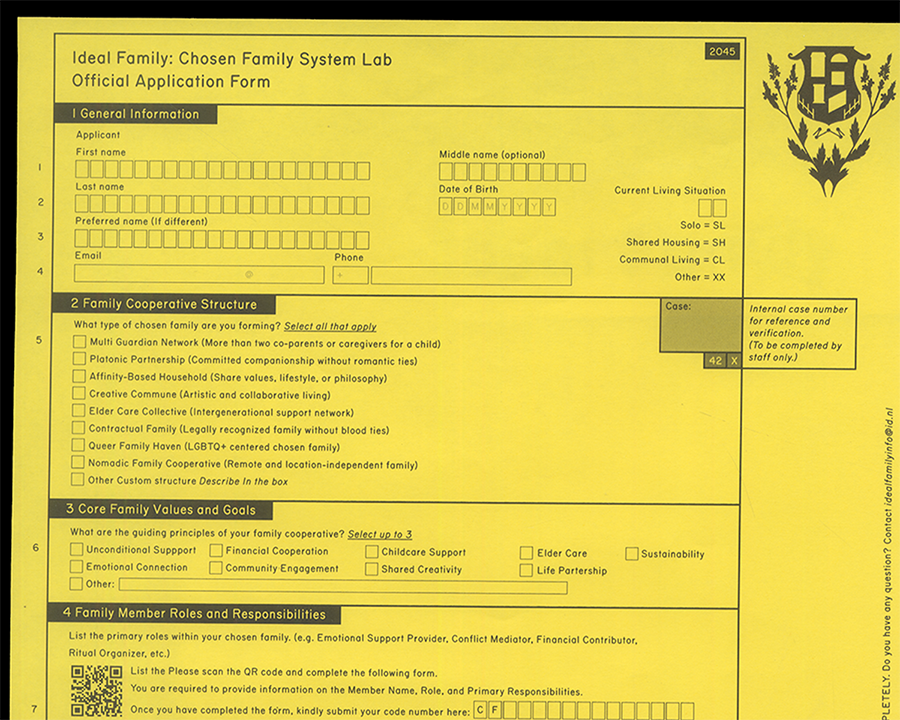 Ideal Family: Chosen Family System Lab
Official Application Form
2045
1 General Information
Applicant
First name
Middle name (optional)
1
Last name
Date of Birth
Current Living Situation
2
D D M M Y Y Y Y
Preferred name (If different)
Solo = SL
3
Shared Housing = SH
Email
Phone
Communal Living = CL
4
+
Other = XX
2 Family Cooperative Structure
Case:
Internal case number
for reference and
verification.
(To be completed by
staff only.)
42 X
What type of chosen family are you forming? Select all that apply
5
Multi Guardian Network (More than two co-parents or caregivers for a child)
Platonic Partnership (Committed companionship without romantic ties)
Affinity-Based Household (Share values, lifestyle, or philosophy)
Creative Commune (Artistic and collaborative living)
Elder Care Collective (Intergenerational support network)
Contractual Family (Legally recognized family without blood ties)
Queer Family Haven (LGBTQ+ centered chosen family)
Nomadic Family Cooperative (Remote and location-independent family)
Other Custom structure Describe In the box
3 Core Family Values and Goals
What are the guiding principles of your family cooperative? Select up to 3
6
Unconditional Suppport
Financial Cooperation
Childcare Support
Elder Care
Sustainability
Emotional Connection
Community Engagement
Shared Creativity
Life Partership
Other:
4 Family Member Roles and Responsibilities
List the primary roles within your chosen family. (e.g. Emotional Support Provider, Conflict Mediator, Financial Contributor,
Ritual Organizer, etc.)
List the Please scan the QR code and complete the following form.
You are required to provide information on the Member Name, Role, and Primary Responsibilities.
7
Once you have completed the form, kindly submit your code number here: C F
PLETELY. Do you have any question? Contact idealfamilyinfo@id.nl